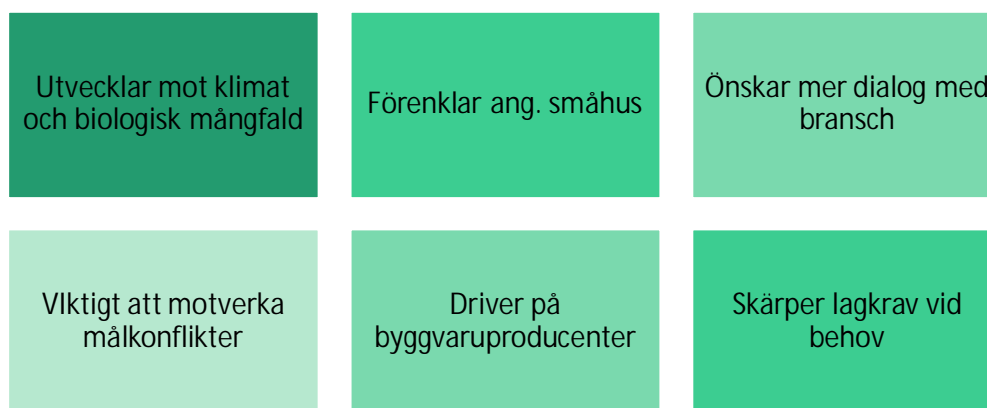 Utvecklar mot klimat
och biologisk mångfald
Förenklar ang. småhus
Önskar mer dialog med
bransch
VIktigt att motverka
målkonflikter
Driver på
byggvaruproducenter
Skärper lagkrav vid
behov